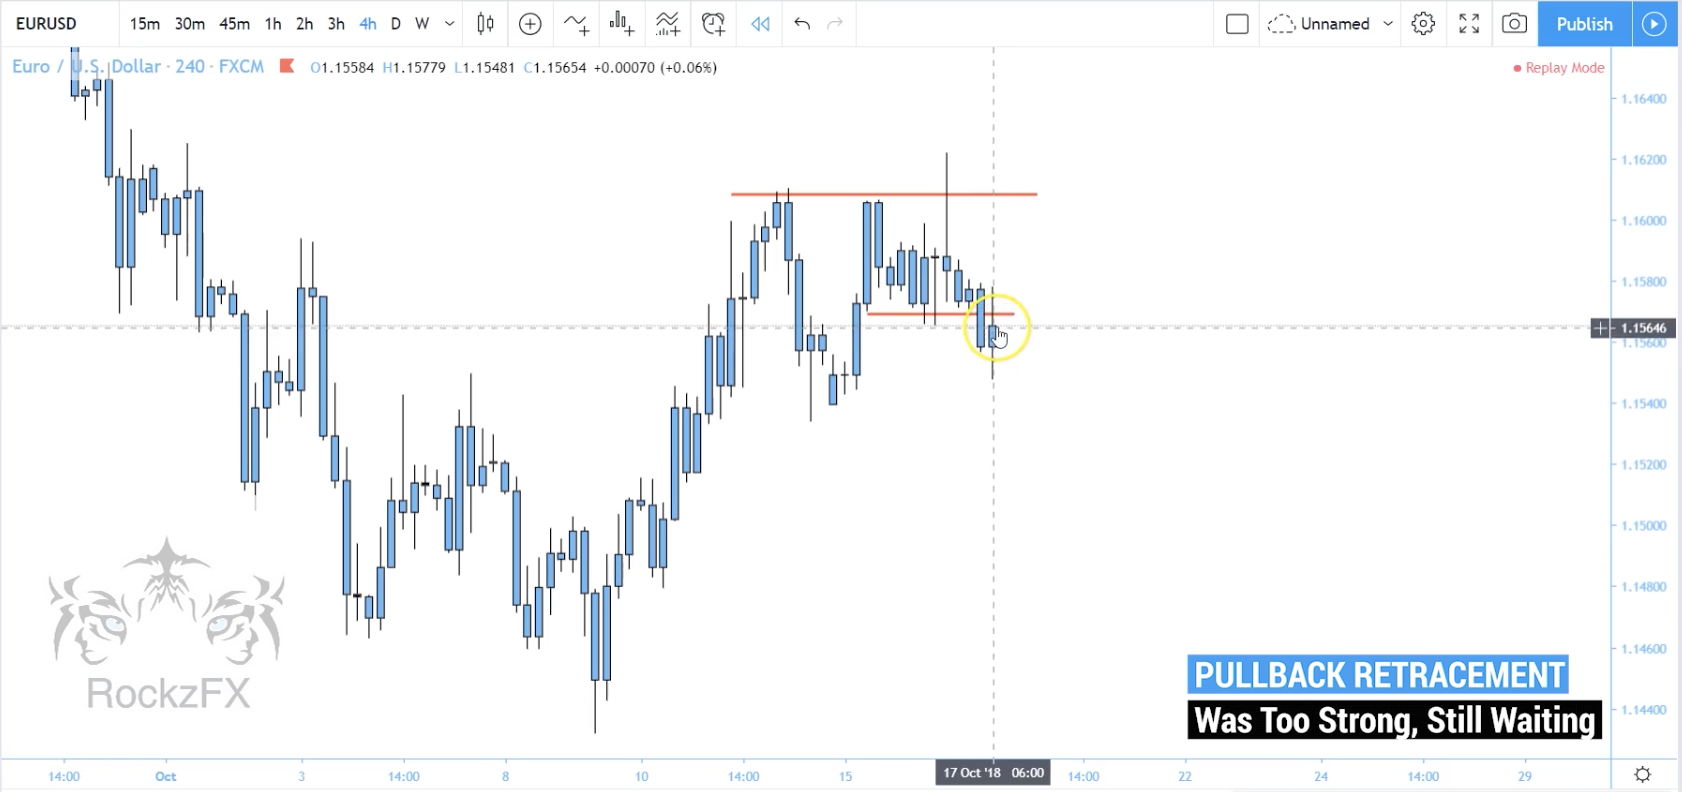 EURUSD 15m 30m 45m 1h 2h 3h 4h D W Unnamed Publish
Euro / U.S. Dollar · 240 · FXCM O1.15584 H1.15779 L1.15481 C1.15654 +0.00070 (+0.06%)
Replay Mode
1.16400
1.16200
1.16000
1.15800
1.15646
1.15600
1.15400
1.15200
1.15000
1.14800
1.14600
1.14400
RockzFX
PULLBACK RETRACEMENT
Was Too Strong, Still Waiting
14:00 Oct 3 14:00 8 10 14:00 15 17 Oct '18 06:00 14:00 22 24 14:00 29